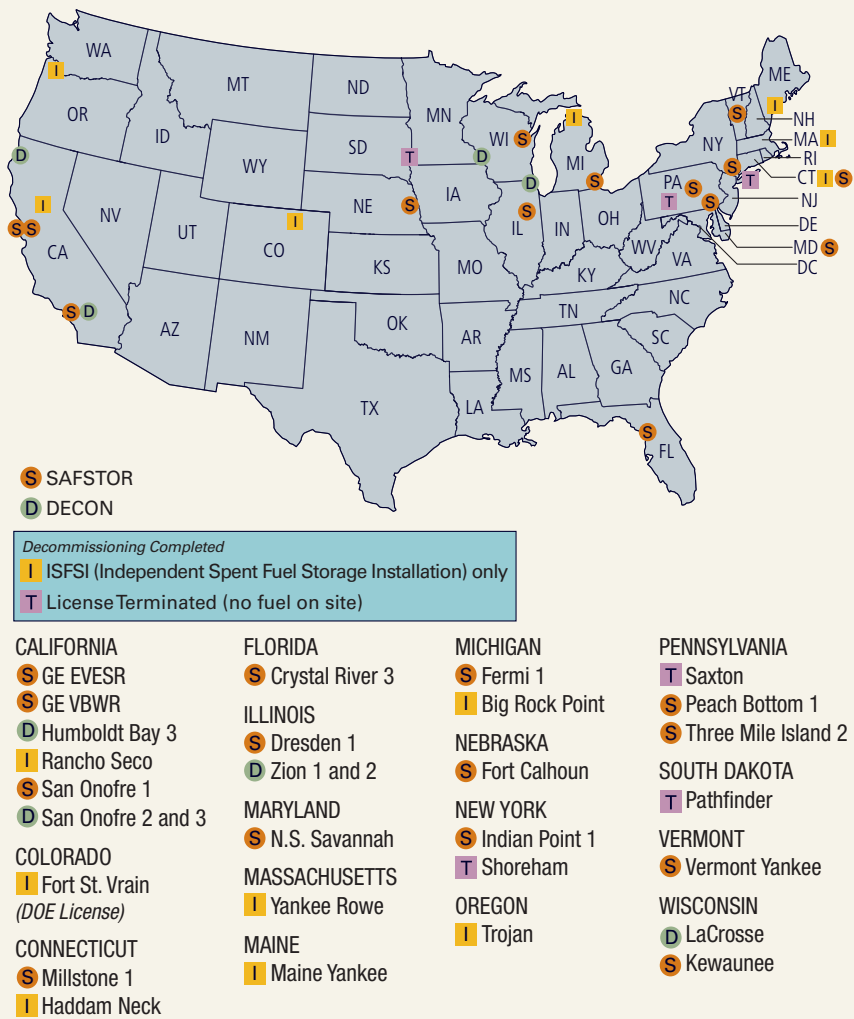 WA
I
OR
ID
MT
ND
SD
T
WY
NV
UT
CO
I
D
I
S S
CA
S D
AZ
NM
NE
S
KS
OK
TX
MN
IA
MO
AR
LA
WI
S
D
D
IL
S
I
MI
S
IN
OH
KY
TN
MS
AL
GA
FL
S
SC
NC
VA
WV
PA
S
T
S
NY
S
T
VT
S
ME
I
NH
MA I
RI
CT I S
NJ
DE
MD S
DC
S SAFSTOR
D DECON
Decommissioning Completed
I ISFSI (Independent Spent Fuel Storage Installation) only
T License Terminated (no fuel on site)
CALIFORNIA
S GE EVESR
S GE VBWR
D Humboldt Bay 3
I Rancho Seco
S San Onofre 1
D San Onofre 2 and 3
COLORADO
I Fort St. Vrain
(DOE License)
CONNECTICUT
S Millstone 1
I Haddam Neck
FLORIDA
S Crystal River 3
ILLINOIS
S Dresden 1
D Zion 1 and 2
MARYLAND
S N.S. Savannah
MASSACHUSETTS
I Yankee Rowe
MAINE
I Maine Yankee
MICHIGAN
S Fermi 1
I Big Rock Point
NEBRASKA
S Fort Calhoun
NEW YORK
S Indian Point 1
T Shoreham
OREGON
I Trojan
PENNSYLVANIA
T Saxton
S Peach Bottom 1
S Three Mile Island 2
SOUTH DAKOTA
T Pathfinder
VERMONT
S Vermont Yankee
WISCONSIN
D LaCrosse
S Kewaunee